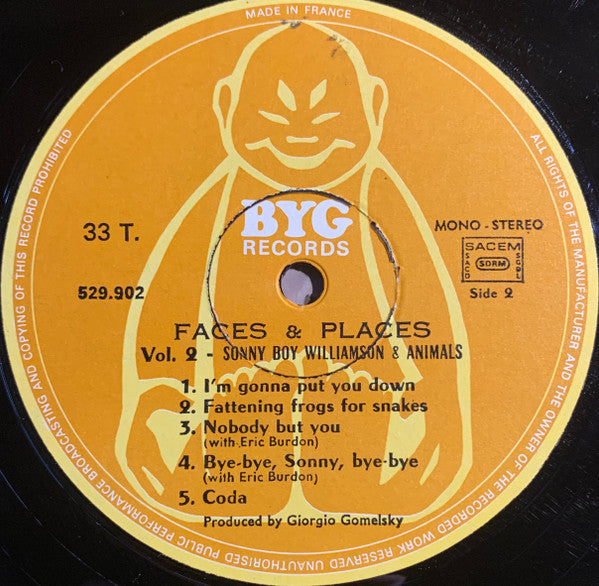 MADE IN FRANCE
ALL RIGHTS OF THE MANUFACTURER AND THE OWNER OF THE RECORDED WORK RESERVED UNAUTHORISED PUBLIC PERFORMANCE BROADCASTING AND COPYING OF THIS RECORD PROHIBITED
BYG
RECORDS
33 T.
MONO - STEREO
SACEM
SACD
SDRM
SGDL
529.902
Side 2
FACES & PLACES
Vol. 2 - SONNY BOY WILLIAMSON & ANIMALS
1. I'm gonna put you down
2. Fattening frogs for snakes
3. Nobody but you
(with Eric Burdon)
4. Bye-bye, Sonny, bye-bye
(with Eric Burdon)
5. Coda
Produced by Giorgio Gomelsky